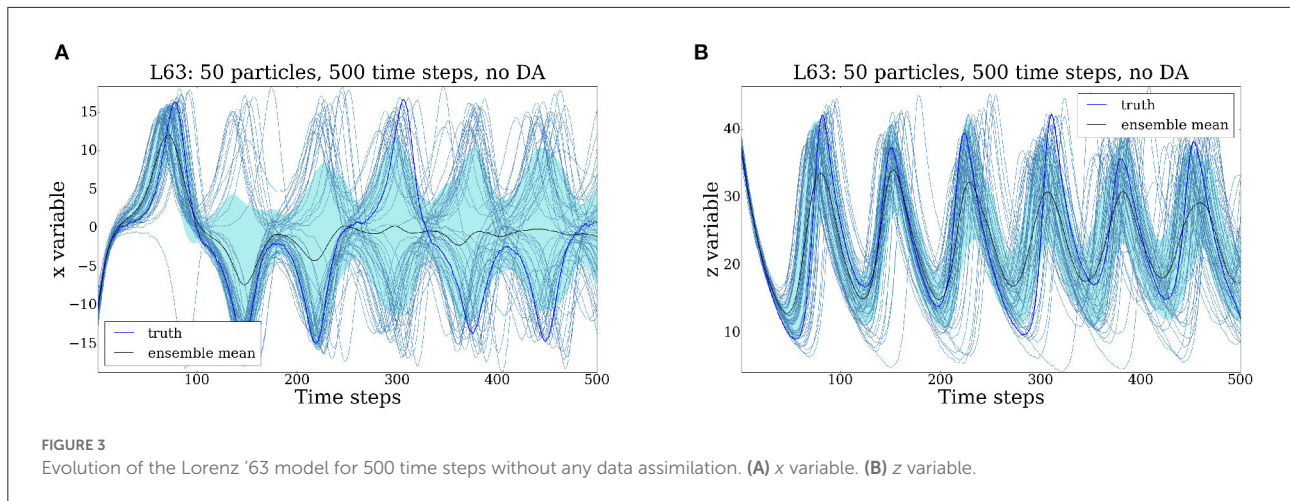 A
L63: 50 particles, 500 time steps, no DA
x variable
15
10
5
0
−5
−10
−15
truth
ensemble mean
100
200
300
400
500
Time steps
B
L63: 50 particles, 500 time steps, no DA
z variable
40
30
20
10
truth
ensemble mean
100
200
300
400
500
Time steps
FIGURE 3
Evolution of the Lorenz ’63 model for 500 time steps without any data assimilation. (A) x variable. (B) z variable.